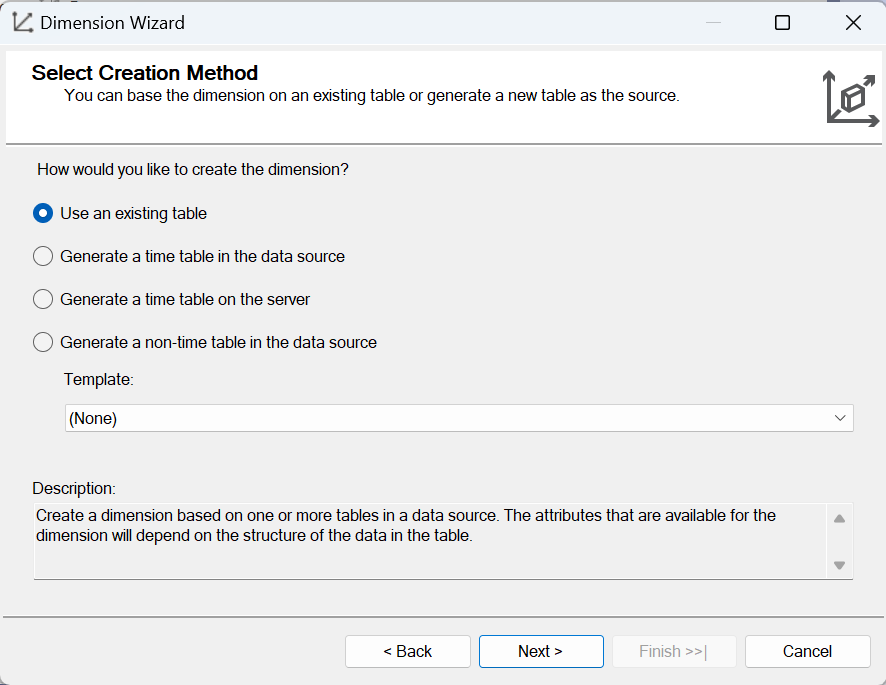 Dimension Wizard
Select Creation Method
You can base the dimension on an existing table or generate a new table as the source.
How would you like to create the dimension?
Use an existing table
Generate a time table in the data source
Generate a time table on the server
Generate a non-time table in the data source
Template:
(None)
Description:
Create a dimension based on one or more tables in a data source. The attributes that are available for the
dimension will depend on the structure of the data in the table.
< Back Next > Finish >>| Cancel